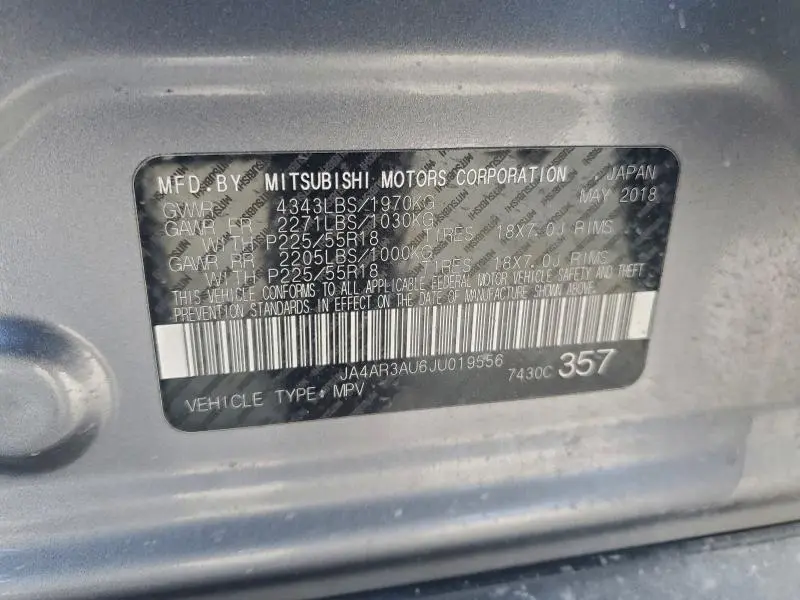 MFD BY MITSUBISHI MOTORS CORPORATION , JAPAN
GVWR 4343LBS/1970KG MAY 2018
GAWR FR 2271LBS/1030KG
WITH P225/55R18 TIRES 18X7.0J RIMS
GAWR RR 2205LBS/1000KG
WITH P225/55R18 TIRES 18X7.0J RIMS
THIS VEHICLE CONFORMS TO ALL APPLICABLE FEDERAL MOTOR VEHICLE SAFETY AND THEFT
PREVENTION STANDARDS IN EFFECT ON THE DATE OF MANUFACTURE SHOWN ABOVE.
JA4AR3AU6JU019556
VEHICLE TYPE: MPV 7430C 357